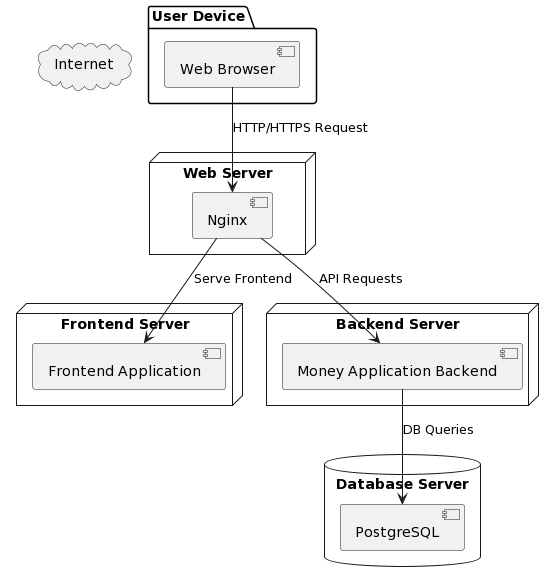 User Device
Internet
Web Browser
HTTP/HTTPS Request
Web Server
Nginx
Serve Frontend
API Requests
Frontend Server
Backend Server
Frontend Application
Money Application Backend
DB Queries
Database Server
PostgreSQL